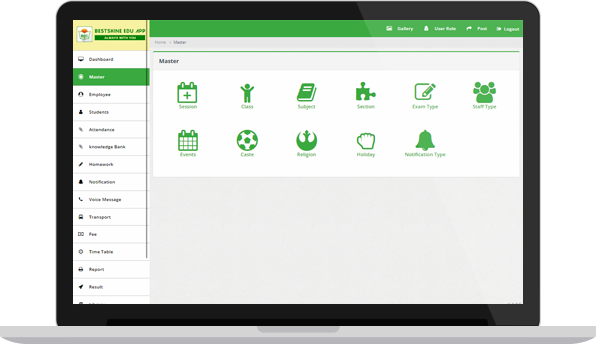 BESTSHINE EDU APP
ALWAYS WITH YOU
Gallery
User Role
Post
Logout
Home
Master
Dashboard
Master
Employee
Students
Attendance
knowledge Bank
Homework
Notification
Voice Message
Transport
Fee
Time Table
Report
Result
Master
Session
Class
Subject
Section
Exam Type
Staff Type
Events
Caste
Religion
Holiday
Notification Type